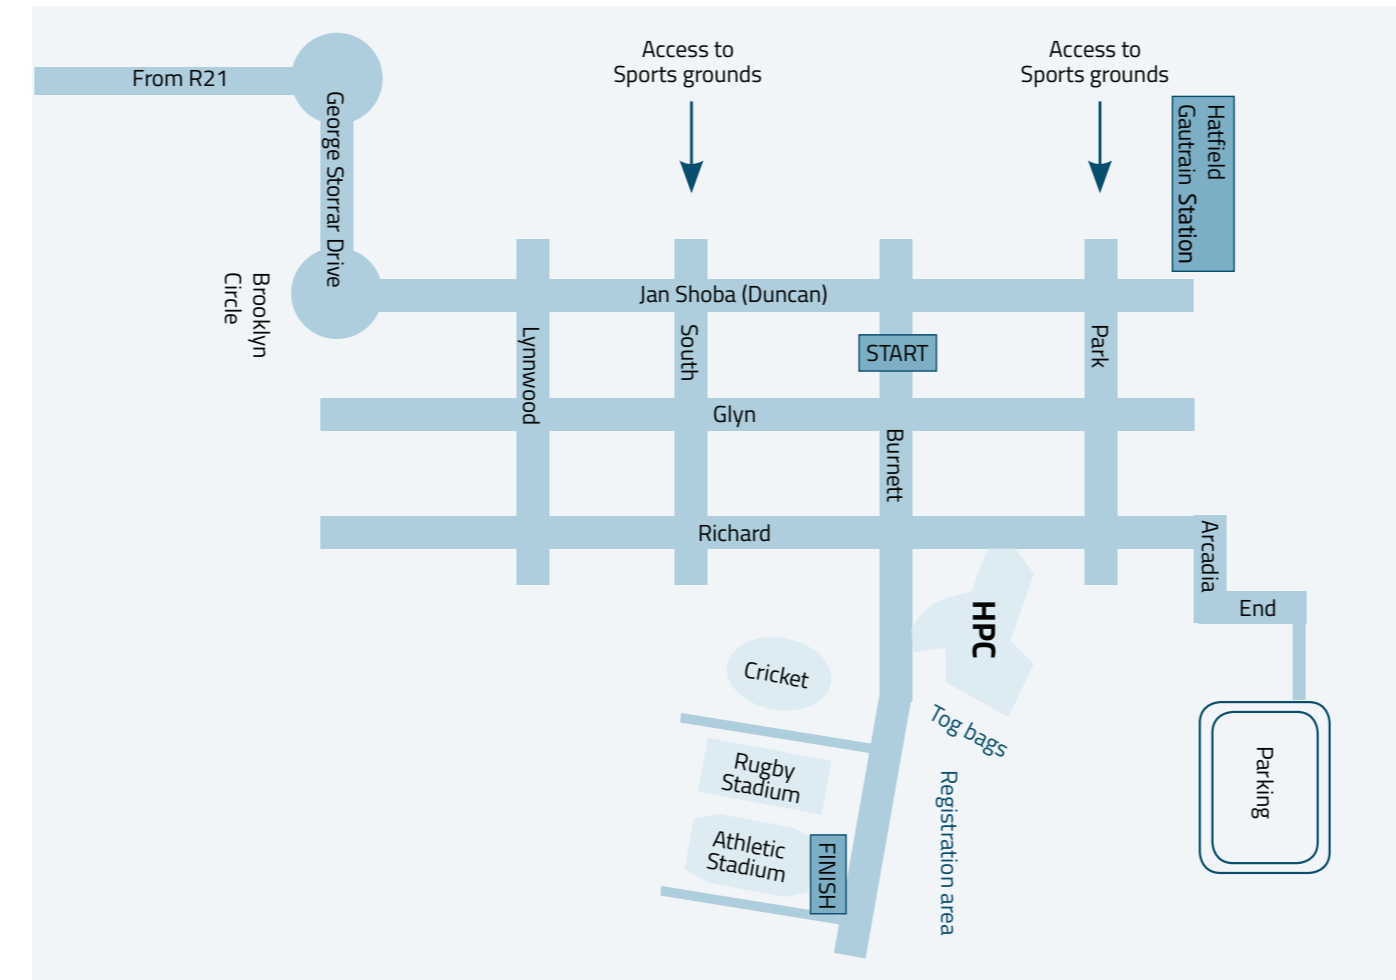 From R21
Access to
Sports grounds
Access to
Sports grounds
Hatfield
Gautrain Station
George Storrar Drive
Brooklyn
Circle
Jan Shoba (Duncan)
Lynnwood
South
START
Park
Glyn
Burnett
Richard
Arcadia
End
HPC
Cricket
Tog bags
Rugby
Stadium
Registration area
Parking
Athletic
Stadium
FINISH